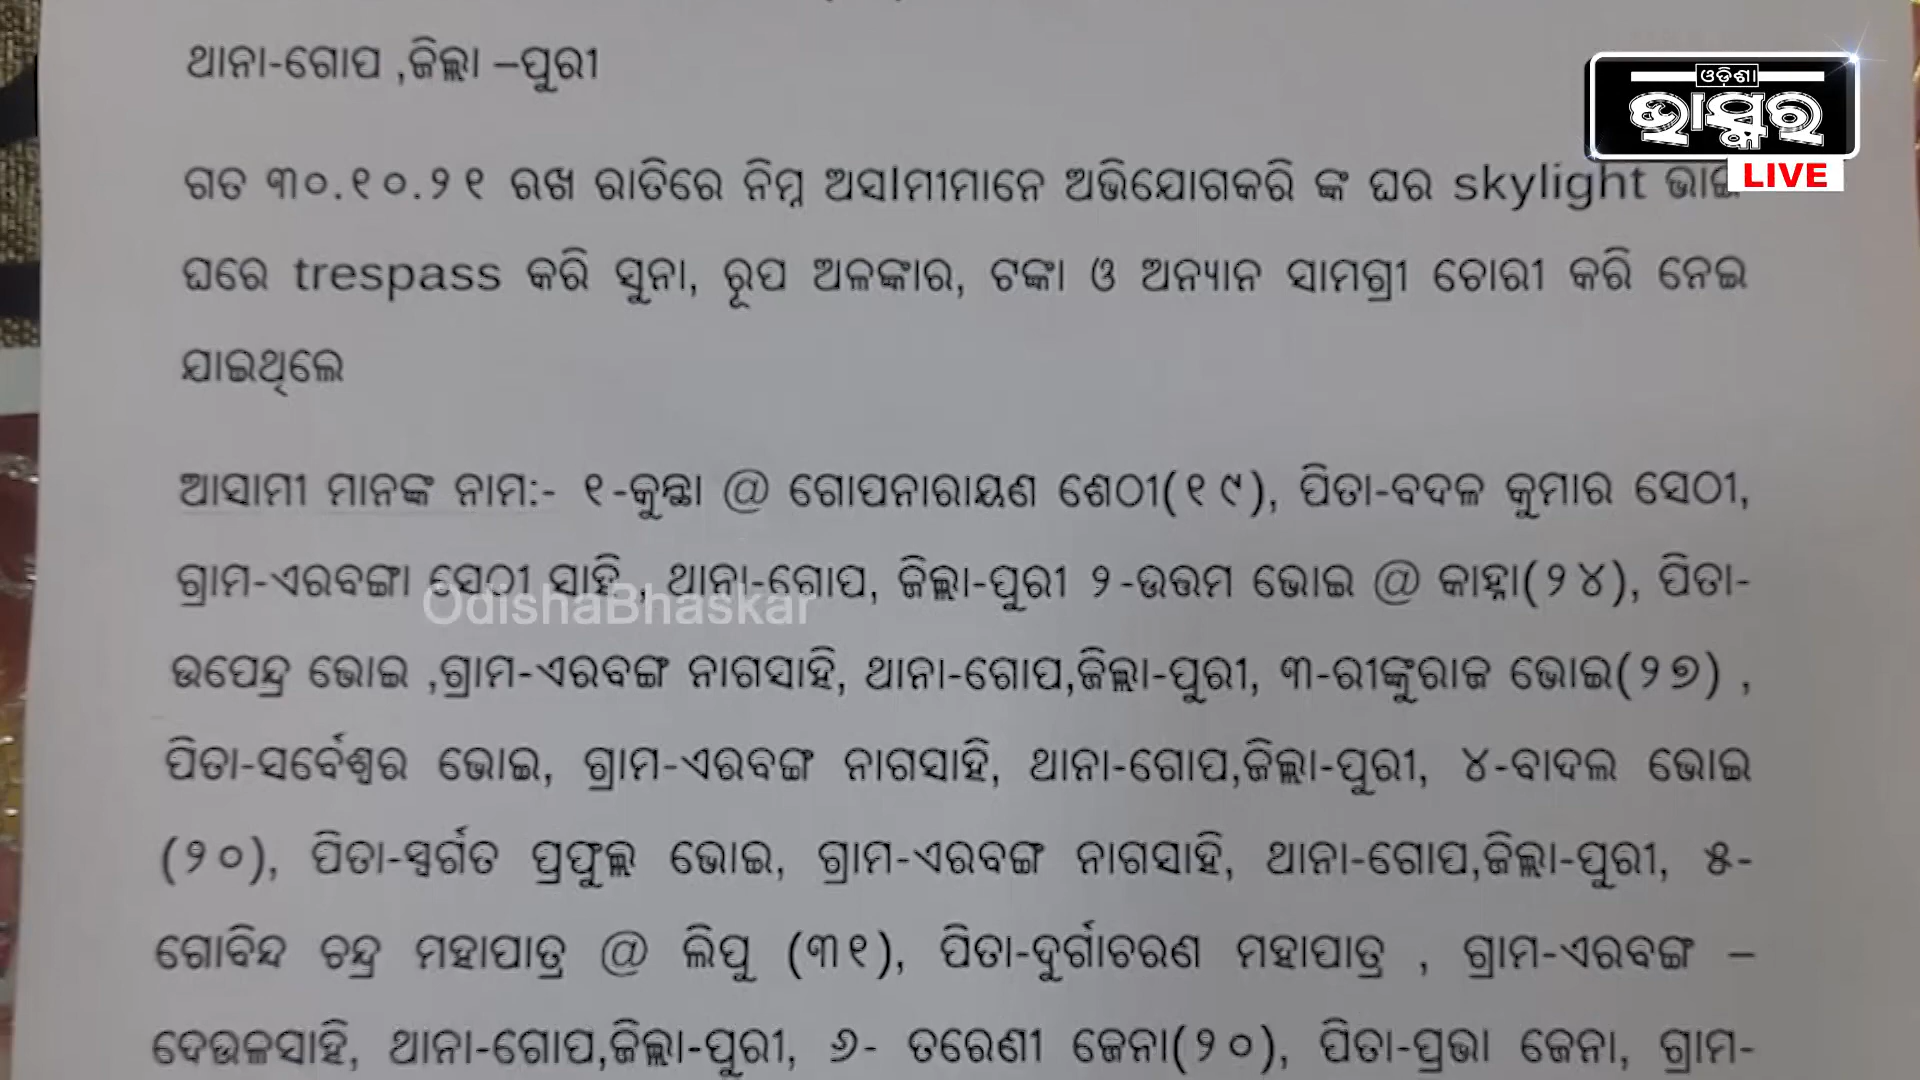 ଥାନା-ଗୋପ ,ଜିଲ୍ଲା –ପୁରୀ
ଓଡ଼ିଶା
ଭାସ୍କର
LIVE
ଗତ ୩୦.୧୦.୨୧ ରଖ ରାତିରେ ନିମ୍ନ ଅସାମୀମାନେ ଅଭିଯୋଗକରି ଙ୍କ ଘର skylight ଭାଇ
ଘରେ trespass କରି ସୁନା, ରୂପ ଅଳଙ୍କାର, ଟଙ୍କା ଓ ଅନ୍ୟାନ ସାମଗ୍ରୀ ଚୋରୀ କରି ନେଇ
ଯାଇଥିଲେ
ଆସାମୀ ମାନଙ୍କ ନାମ:- ୧-କୁନ୍ଥା @ ଗୋପନାରାୟଣ ଶେଠୀ(୧୯), ପିତା-ବଦଳ କୁମାର ସେଠୀ,
ଗ୍ରାମ-ଏରବଙ୍ଗା ସେଠୀ ସାହି, ଥାନା-ଗୋପ, ଜିଲ୍ଲା-ପୁରୀ ୨-ଉତ୍ତମ ଭୋଇ @ କାହ୍ନା(୨୪), ପିତା-
OdishaBhaskar
ଉପେନ୍ଦ୍ର ଭୋଇ ,ଗ୍ରାମ-ଏରବଙ୍ଗ ନାଗସାହି, ଥାନା-ଗୋପ,ଜିଲ୍ଲା-ପୁରୀ, ୩-ରୀଙ୍କୁରାଜ ଭୋଇ(୨୭) ,
ପିତା-ସର୍ବେଶ୍ଵର ଭୋଇ, ଗ୍ରାମ-ଏରବଙ୍ଗ ନାଗସାହି, ଥାନା-ଗୋପ,ଜିଲ୍ଲା-ପୁରୀ, ୪-ବାଦଲ ଭୋଇ
(୨୦), ପିତା-ସ୍ୱର୍ଗତ ପ୍ରଫୁଲ୍ଲ ଭୋଇ, ଗ୍ରାମ-ଏରବଙ୍ଗ ନାଗସାହି, ଥାନା-ଗୋପ,ଜିଲ୍ଲା-ପୁରୀ, ୫-
ଗୋବିନ୍ଦ ଚନ୍ଦ୍ର ମହାପାତ୍ର @ ଲିପୁ (୩୧), ପିତା-ଦୁର୍ଗାଚରଣ ମହାପାତ୍ର , ଗ୍ରାମ-ଏରବଙ୍ଗ –
ଦେଉଳସାହି, ଥାନା-ଗୋପ,ଜିଲ୍ଲା-ପୁରୀ, ୬- ତରେଣୀ ଜେନା(୨୦), ପିତା-ପ୍ରଭା ଜେନା, ଗ୍ରାମ-